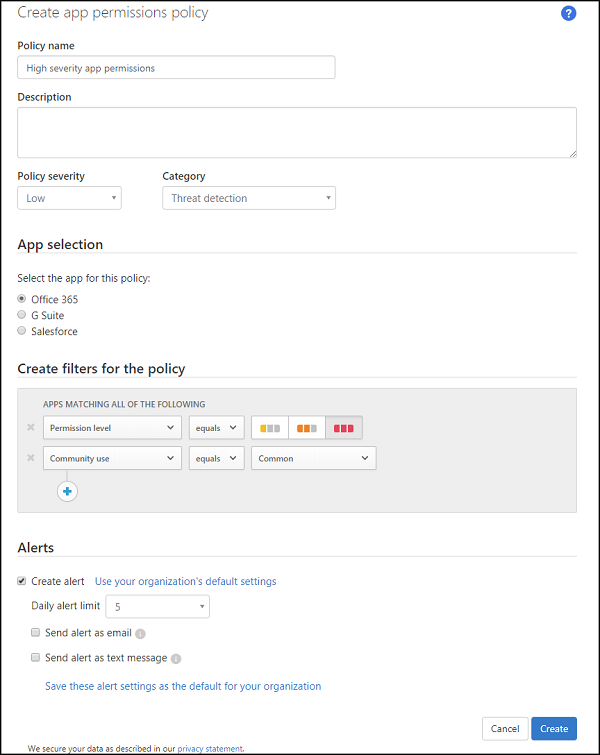 Create app permissions policy ?
Policy name
High severity app permissions
Description
Policy severity Category
Low Threat detection
App selection
Select the app for this policy:
Office 365
G Suite
Salesforce
Create filters for the policy
APPS MATCHING ALL OF THE FOLLOWING
Permission level equals
Community use equals Common
Alerts
Create alert Use your organization's default settings
Daily alert limit 5
Send alert as email i
Send alert as text message i
Save these alert settings as the default for your organization
Cancel Create
We secure your data as described in our privacy statement.